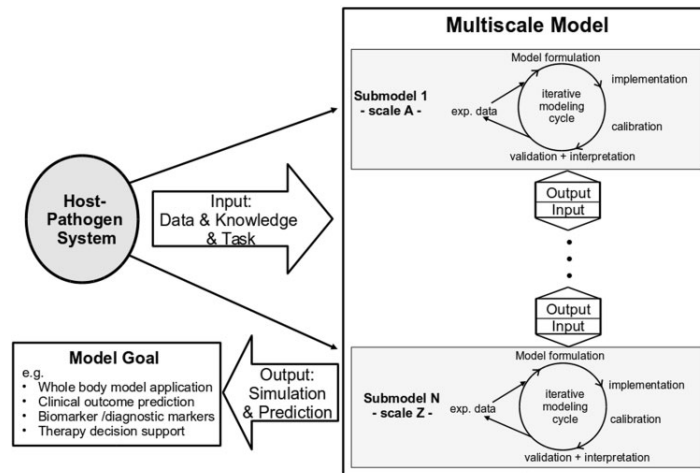 Multiscale Model
Model formulation
Submodel 1
- scale A -
exp. data
iterative
modeling
cycle
implementation
calibration
validation + interpretation
Host-
Pathogen
System
Input:
Data & Knowledge
& Task
Output
Input
Output
Input
Model formulation
Submodel N
- scale Z -
exp. data
iterative
modeling
cycle
implementation
calibration
validation + interpretation
Output:
Simulation
& Prediction
Model Goal
e.g.
• Whole body model application
• Clinical outcome prediction
• Biomarker /diagnostic markers
• Therapy decision support